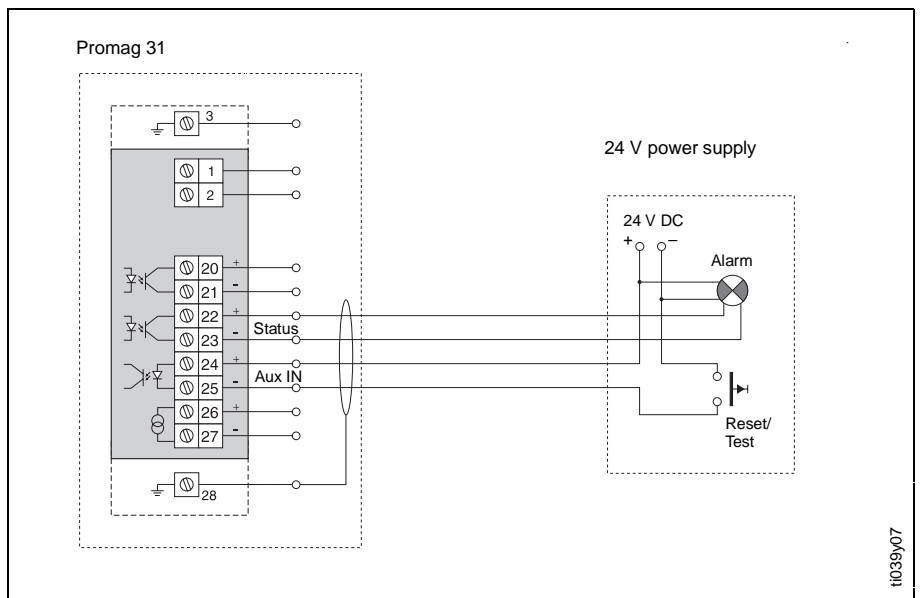 Promag 31
3
1
2
20 +
21 -
22 +
Status
23 -
24 +
Aux IN
25 -
26 +
27 -
28
24 V power supply
24 V DC
+ –
Alarm
Reset/
Test
ti039y07